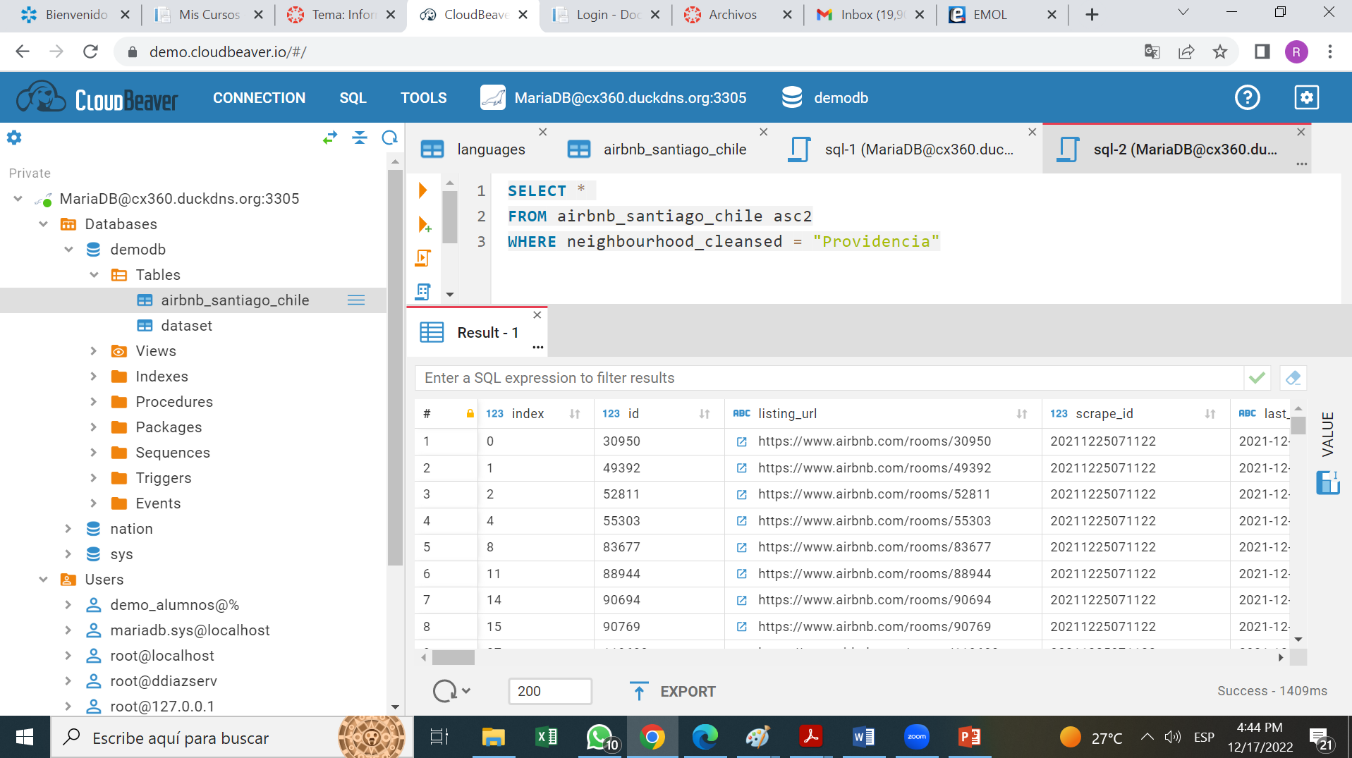 Bienvenido
Mis Cursos
Tema: Infor
CloudBeave
Login - Doc
Archivos
Inbox (19,9
EMOL
demo.cloudbeaver.io/#/
R
CLOUDBEAVER
CONNECTION
SQL
TOOLS
MariaDB@cx360.duckdns.org:3305
demodb
languages
airbnb_santiago_chile
sql-1 (MariaDB@cx360.duc...
sql-2 (MariaDB@cx360.du...
Private
MariaDB@cx360.duckdns.org:3305
Databases
demodb
Tables
airbnb_santiago_chile
dataset
Views
Indexes
Procedures
Packages
Sequences
Triggers
Events
nation
sys
Users
demo_alumnos@%
mariadb.sys@localhost
root@localhost
root@ddiazserv
root@127.0.0.1
1 SELECT *
2 FROM airbnb_santiago_chile asc2
3 WHERE neighbourhood_cleansed = "Providencia"
Result - 1
Enter a SQL expression to filter results
# 123 index 123 id ABC listing_url 123 scrape_id ABC last_
1 0 30950 https://www.airbnb.com/rooms/30950 20211225071122 2021-12-
2 1 49392 https://www.airbnb.com/rooms/49392 20211225071122 2021-12-
3 2 52811 https://www.airbnb.com/rooms/52811 20211225071122 2021-12-
4 4 55303 https://www.airbnb.com/rooms/55303 20211225071122 2021-12-
5 8 83677 https://www.airbnb.com/rooms/83677 20211225071122 2021-12-
6 11 88944 https://www.airbnb.com/rooms/88944 20211225071122 2021-12-
7 14 90694 https://www.airbnb.com/rooms/90694 20211225071122 2021-12-
8 15 90769 https://www.airbnb.com/rooms/90769 20211225071122 2021-12-
VALUE
200
EXPORT
Success - 1409ms
Escribe aquí para buscar
10
zoom
27°C
ESP
4:44 PM
12/17/2022
21